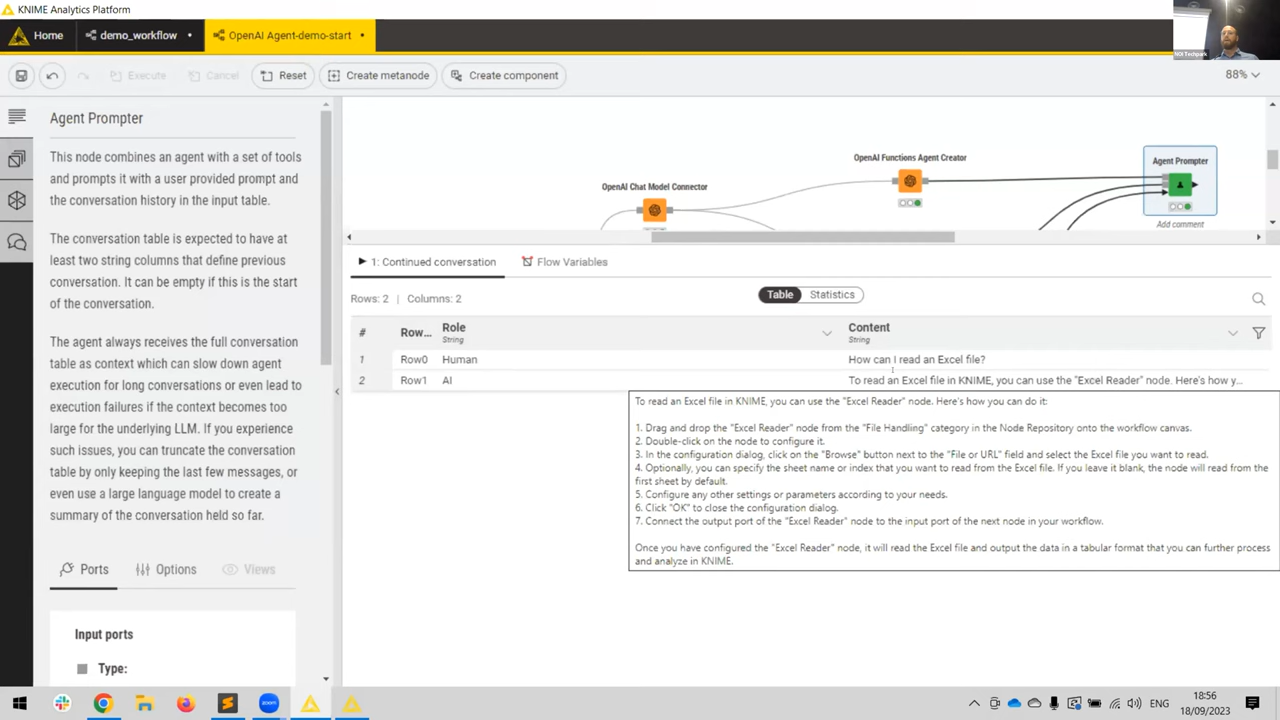 KNIME Analytics Platform
Home
demo_workflow
OpenAI Agent-demo-start
NOI Techpark
Execute
Cancel
Reset
Create metanode
Create component
88%
Agent Prompter
This node combines an agent with a set of tools
and prompts it with a user provided prompt and
the conversation history in the input table.
The conversation table is expected to have at
least two string columns that define previous
conversation. It can be empty if this is the start
of the conversation.
The agent always receives the full conversation
table as context which can slow down agent
execution for long conversations or even lead to
execution failures if the context becomes too
large for the underlying LLM. If you experience
such issues, you can truncate the conversation
table by only keeping the last few messages, or
even use a large language model to create a
summary of the conversation held so far.
Ports
Options
Views
Input ports
Type:
OpenAI Chat Model Connector
OpenAI Functions Agent Creator
Agent Prompter
Add comment
1: Continued conversation
Flow Variables
Rows: 2 | Columns: 2
Table
Statistics
# Row... Role Content
String String
1 Row0 Human How can I read an Excel file?
2 Row1 AI To read an Excel file in KNIME, you can use the "Excel Reader" node. Here's how y...
To read an Excel file in KNIME, you can use the "Excel Reader" node. Here's how you can do it:
1. Drag and drop the "Excel Reader" node from the "File Handling" category in the Node Repository onto the workflow canvas.
2. Double-click on the node to configure it.
3. In the configuration dialog, click on the "Browse" button next to the "File or URL" field and select the Excel file you want to read.
4. Optionally, you can specify the sheet name or index that you want to read from the Excel file. If you leave it blank, the node will read from the
first sheet by default.
5. Configure any other settings or parameters according to your needs.
6. Click "OK" to close the configuration dialog.
7. Connect the output port of the "Excel Reader" node to the input port of the next node in your workflow.
Once you have configured the "Excel Reader" node, it will read the Excel file and output the data in a tabular format that you can further process
and analyze in KNIME.
zoom
ENG
18:56
18/09/2023